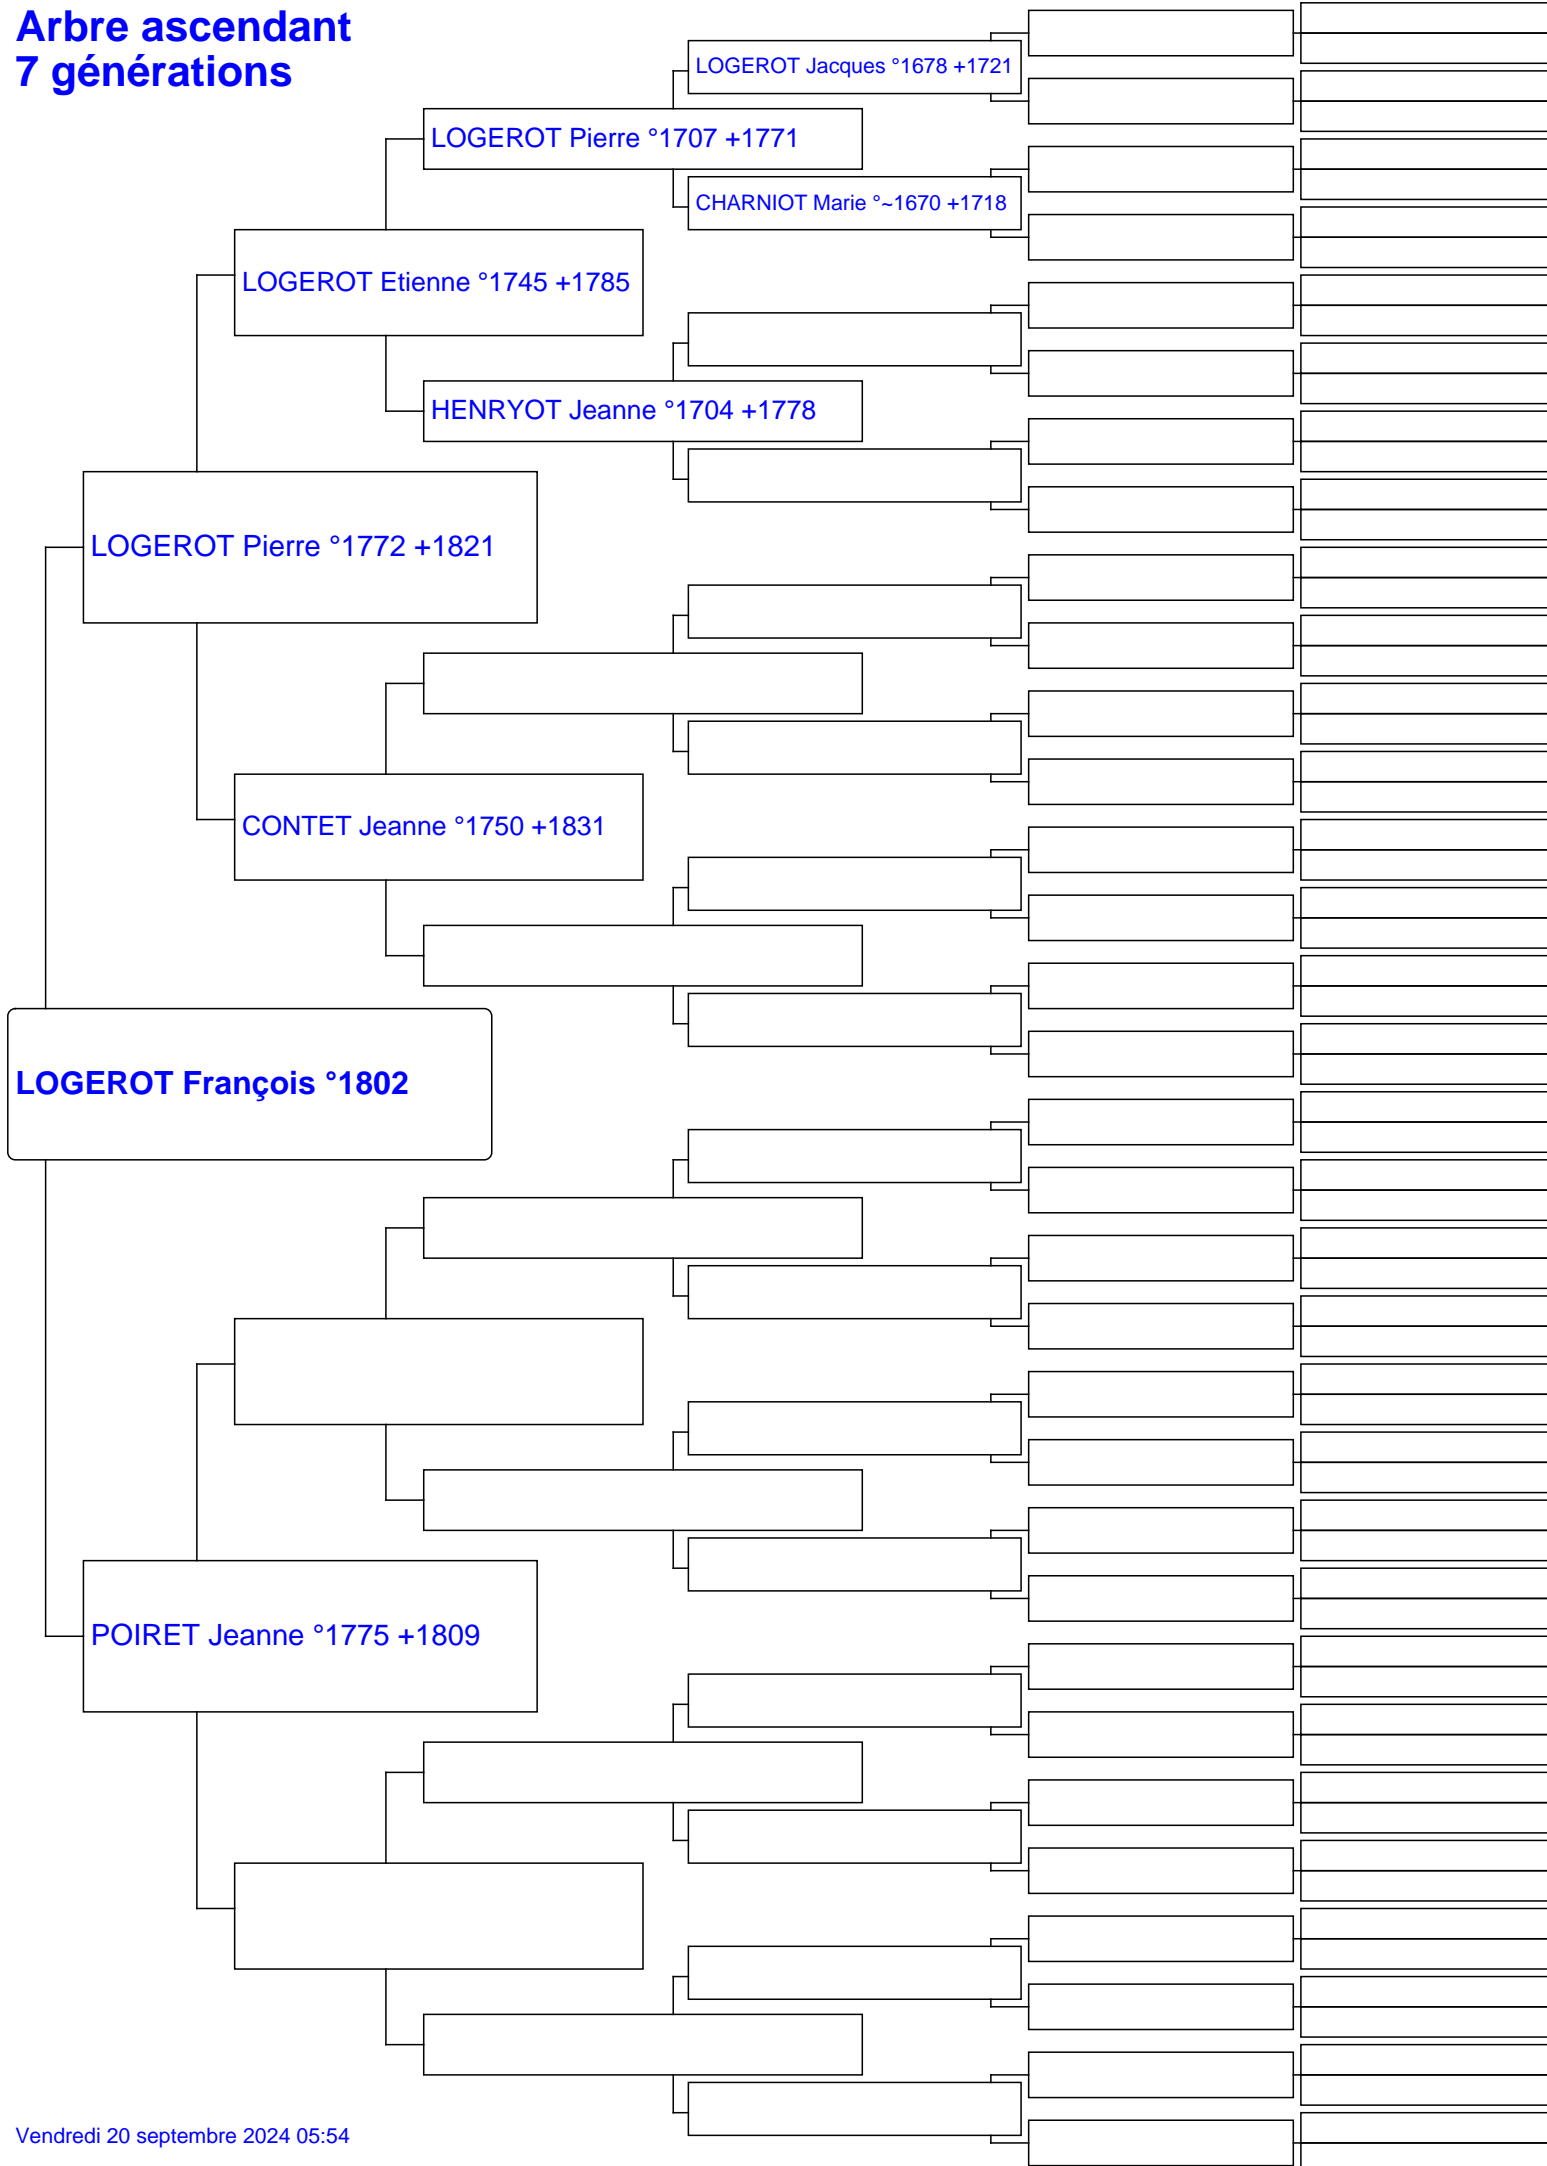 Arbre ascendant
7 générations
LOGEROT Jacques °1678 +1721
LOGEROT Pierre °1707 +1771
CHARNIOT Marie °~1670 +1718
LOGEROT Etienne °1745 +1785
HENRYOT Jeanne °1704 +1778
LOGEROT Pierre °1772 +1821
CONTET Jeanne °1750 +1831
LOGEROT François °1802
POIRET Jeanne °1775 +1809
Vendredi 20 septembre 2024 05:54